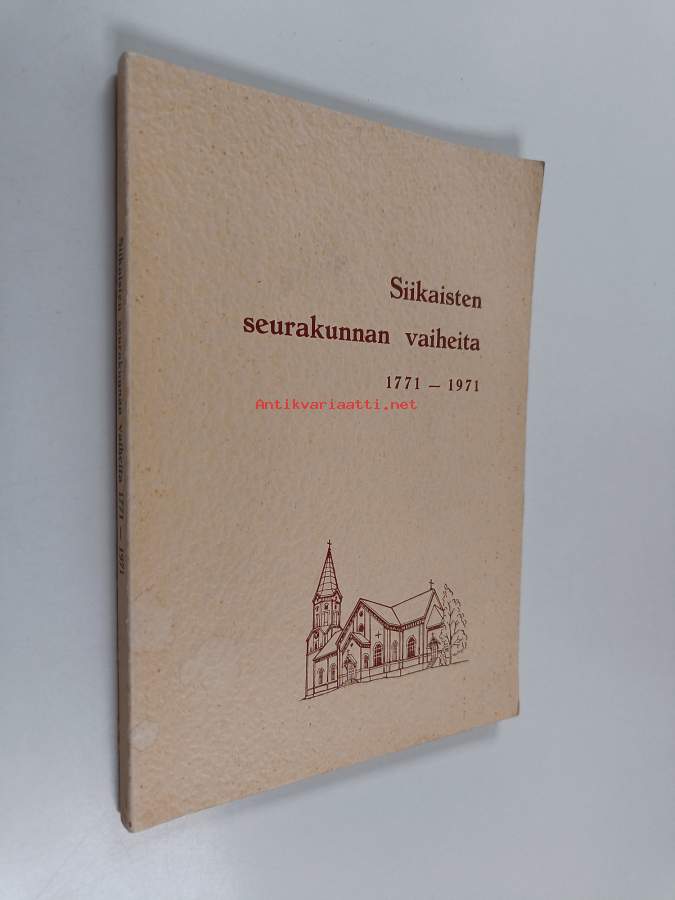 Siikaisten
seurakunnan vaiheita
1771 — 1971
Antikvariaatti.net
Siikaisten seurakunnan vaiheita 1771 — 1971